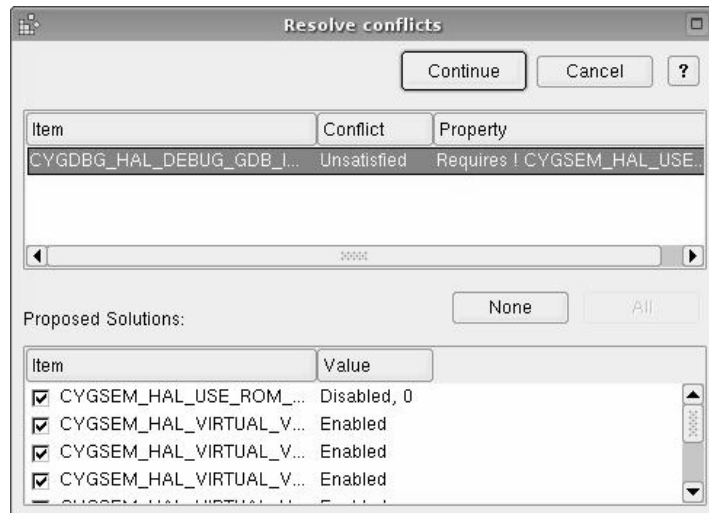 Resolve conflicts
Continue Cancel ?
Item Conflict Property
CYGDBG_HAL_DEBUG_GDB_I... Unsatisfied Requires ! CYGSEM_HAL_USE..
None All
Proposed Solutions:
Item Value
CYGSEM_HAL_USE_ROM_... Disabled, 0
CYGSEM_HAL_VIRTUAL_V... Enabled
CYGSEM_HAL_VIRTUAL_V... Enabled
CYGSEM_HAL_VIRTUAL_V... Enabled